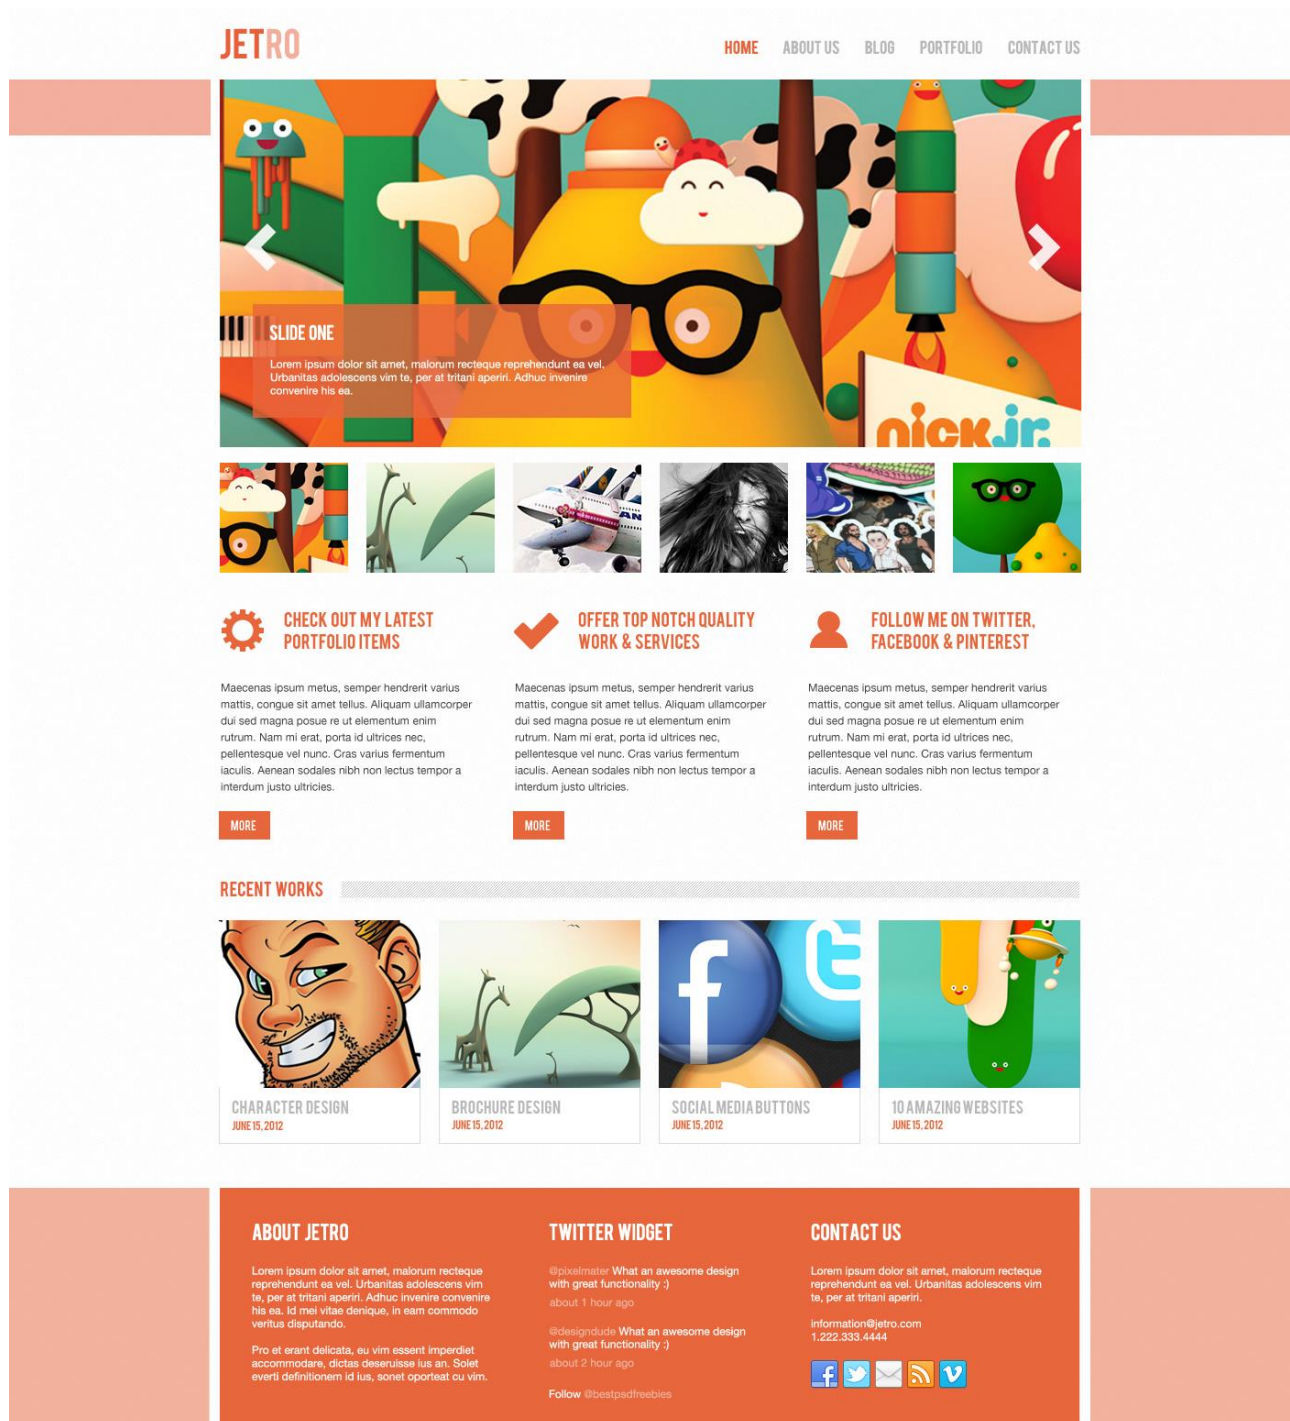 JETRO
HOME ABOUT US BLOG PORTFOLIO CONTACT US
SLIDE ONE
Lorem ipsum dolor sit amet, malorum recteque reprehendunt ea vel.
Urbanitas adolescens vim te, per at tritani aperiri. Adhuc invenire
convenire his ea.
nick jr.
AN
CHECK OUT MY LATEST
PORTFOLIO ITEMS
Maecenas ipsum metus, semper hendrerit varius
mattis, congue sit amet tellus. Aliquam ullamcorper
dui sed magna posue re ut elementum enim
rutrum. Nam mi erat, porta id ultrices nec,
pellentesque vel nunc. Cras varius fermentum
iaculis. Aenean sodales nibh non lectus tempor a
interdum justo ultricies.
MORE
OFFER TOP NOTCH QUALITY
WORK & SERVICES
Maecenas ipsum metus, semper hendrerit varius
mattis, congue sit amet tellus. Aliquam ullamcorper
dui sed magna posue re ut elementum enim
rutrum. Nam mi erat, porta id ultrices nec,
pellentesque vel nunc. Cras varius fermentum
iaculis. Aenean sodales nibh non lectus tempor a
interdum justo ultricies.
MORE
FOLLOW ME ON TWITTER,
FACEBOOK & PINTEREST
Maecenas ipsum metus, semper hendrerit varius
mattis, congue sit amet tellus. Aliquam ullamcorper
dui sed magna posue re ut elementum enim
rutrum. Nam mi erat, porta id ultrices nec,
pellentesque vel nunc. Cras varius fermentum
iaculis. Aenean sodales nibh non lectus tempor a
interdum justo ultricies.
MORE
RECENT WORKS
CHARACTER DESIGN
JUNE 15, 2012
BROCHURE DESIGN
JUNE 15, 2012
SOCIAL MEDIA BUTTONS
JUNE 15, 2012
10 AMAZING WEBSITES
JUNE 15, 2012
ABOUT JETRO
Lorem ipsum dolor sit amet, malorum recteque
reprehendunt ea vel. Urbanitas adolescens vim
te, per at tritani aperiri. Adhuc invenire convenire
his ea. Id mei vitae denique, in eam commodo
veritus disputando.
Pro et erant delicata, eu vim essent imperdiet
accommodare, dictas deseruisse ius an. Solet
everti definitionem id ius, sonet oporteat cu vim.
TWITTER WIDGET
@pixelmater What an awesome design
with great functionality :)
about 1 hour ago
@designdude What an awesome design
with great functionality :)
about 2 hour ago
Follow @bestpsdfreebies
CONTACT US
Lorem ipsum dolor sit amet, malorum recteque
reprehendunt ea vel. Urbanitas adolescens vim
te, per at tritani aperiri.
information@jetro.com
1.222.333.4444